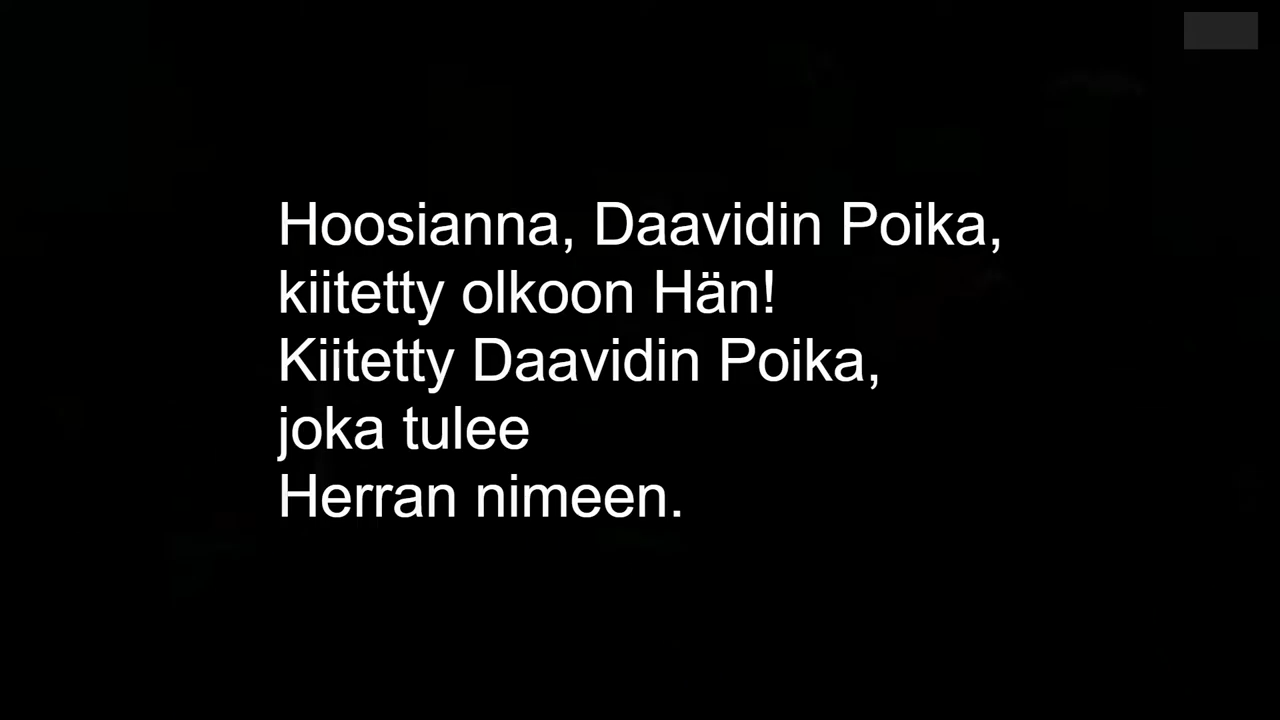 Hoosianna, Daavidin Poika,
kiitetty olkoon Hän!
Kiitetty Daavidin Poika,
joka tulee
Herran nimeen.